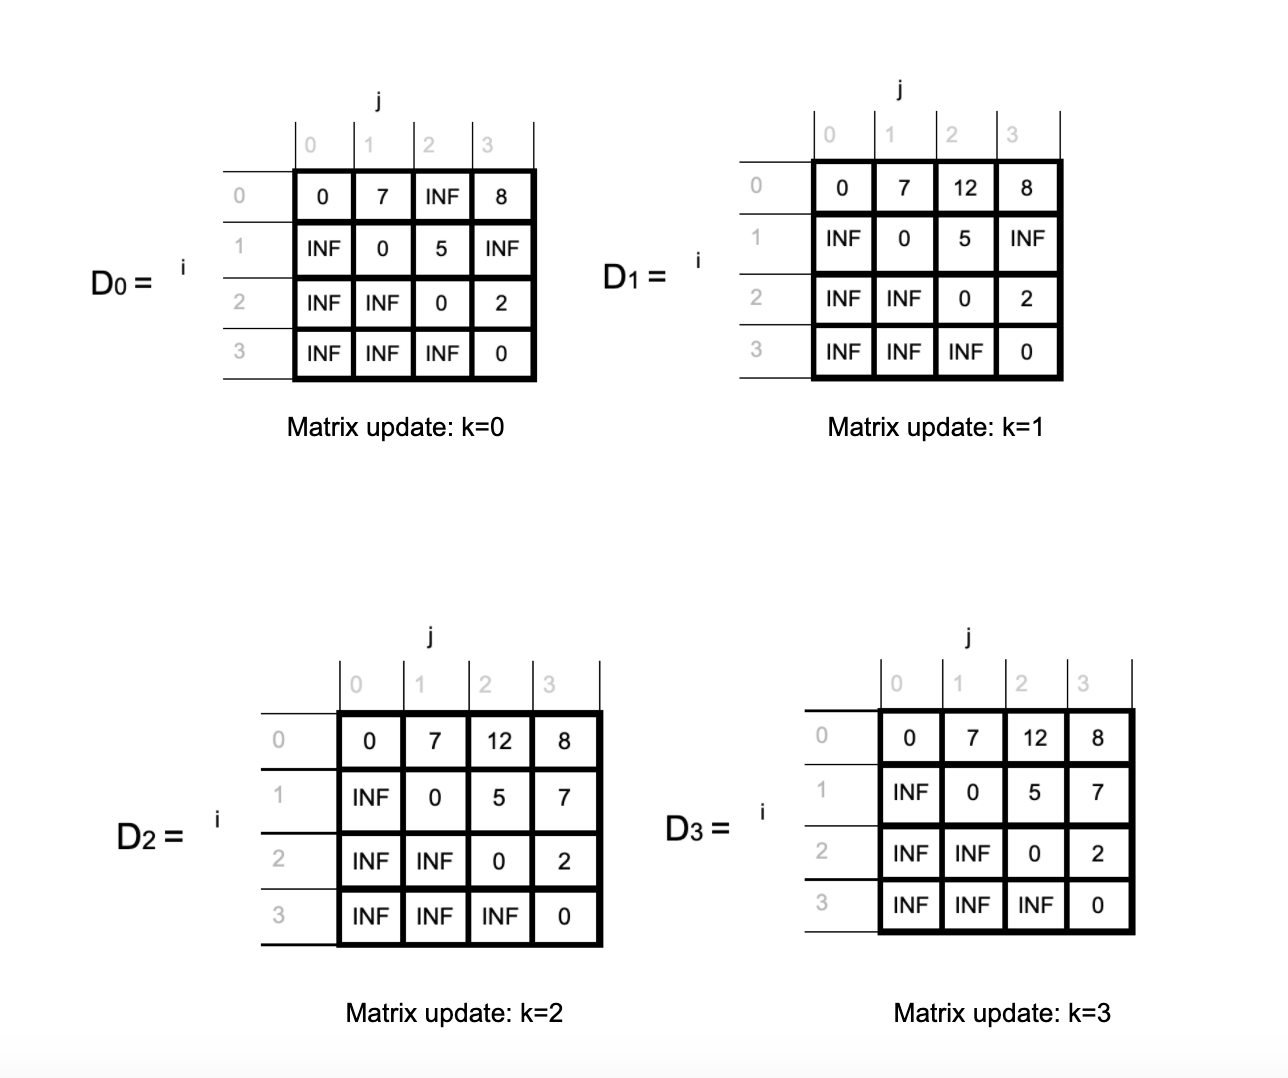 j
0 1 2 3
0 0 7 INF 8
1 INF 0 5 INF
D0 = i
2 INF INF 0 2
3 INF INF INF 0
Matrix update: k=0
j
0 1 2 3
0 0 7 12 8
1 INF 0 5 INF
D1 = i
2 INF INF 0 2
3 INF INF INF 0
Matrix update: k=1
j
0 1 2 3
0 0 7 12 8
1 INF 0 5 7
D2 = i
2 INF INF 0 2
3 INF INF INF 0
Matrix update: k=2
j
0 1 2 3
0 0 7 12 8
1 INF 0 5 7
D3 = i
2 INF INF 0 2
3 INF INF INF 0
Matrix update: k=3